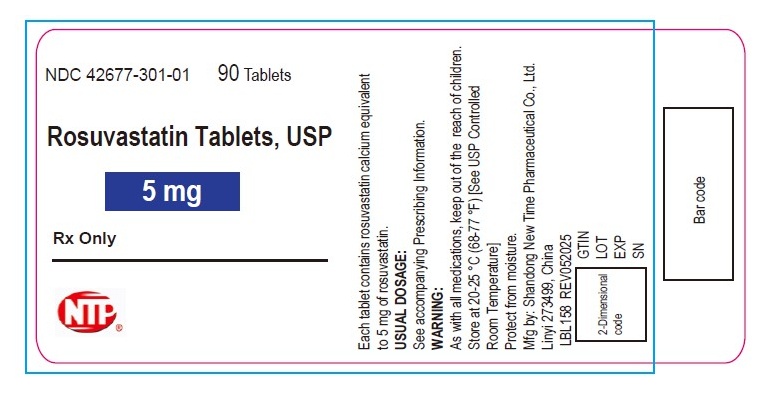 NDC 42677-301-01 90 Tablets
Rosuvastatin Tablets, USP
5 mg
Rx Only
NTP
®
Each tablet contains rosuvastatin calcium equivalent
to 5 mg of rosuvastatin.
USUAL DOSAGE:
See accompanying Prescribing Information.
WARNING:
As with all medications, keep out of the reach of children.
Store at 20-25 °C (68-77 °F) [See USP Controlled
Room Temperature]
Protect from moisture.
Mfg by: Shandong New Time Pharmaceutical Co., Ltd.
Linyi 273499, China
LBL158 REV052025
2-Dimensional
code
GTIN
LOT
EXP
SN
Bar code